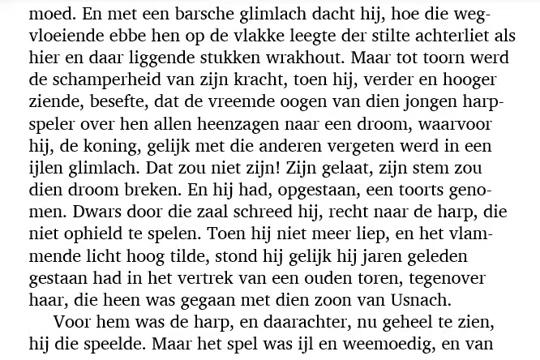 moed. En met een barsche glimlach dacht hij, hoe die weg-
vloeiende ebbe hen op de vlakke leegte der stilte achterliet als
hier en daar liggende stukken wrakhout. Maar tot toorn werd
de schamperheid van zijn kracht, toen hij, verder en hooger
ziende, besefte, dat de vreemde oogen van dien jongen harp-
speler over hen allen heenzagen naar een droom, waarvoor
hij, de koning, gelijk met die anderen vergeten werd in een
ijlen glimlach. Dat zou niet zijn! Zijn gelaat, zijn stem zou
dien droom breken. En hij had, opgestaan, een toorts geno-
men. Dwars door die zaal schreed hij, recht naar de harp, die
niet ophield te spelen. Toen hij niet meer liep, en het vlam-
mende licht hoog tilde, stond hij gelijk hij jaren geleden
gestaan had in het vertrek van een ouden toren, tegenover
haar, die heen was gegaan met dien zoon van Usnach.
Voor hem was de harp, en daarachter, nu geheel te zien,
hij die speelde. Maar het spel was ijl en weemoedig, en van